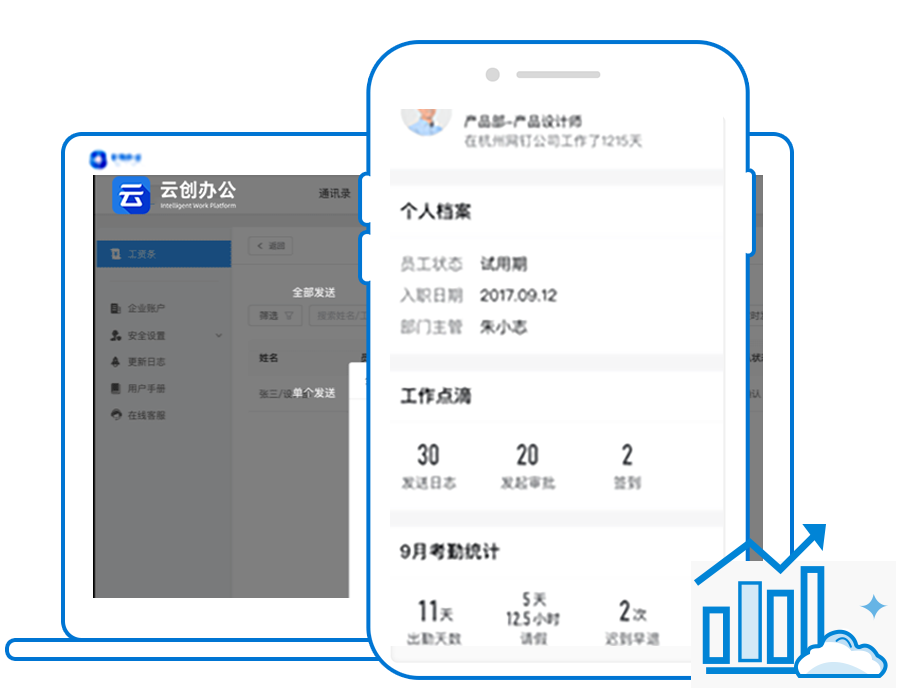 云创办公
Intelligent Work Platform
通讯录
工资条
返回
企业账户
安全设置
更新日志
用户手册
在线客服
全部发送
筛选
搜索姓名/工
姓名
张三/设
单个发送
产品部-产品设计师
在杭州网钉公司工作了1215天
个人档案
员工状态 试用期
入职日期 2017.09.12
部门主管 朱小志
工作点滴
30 20 2
发送日志 发起审批 签到
9月考勤统计
11天 5天 2次
12.5小时
出勤天数 请假 迟到早退